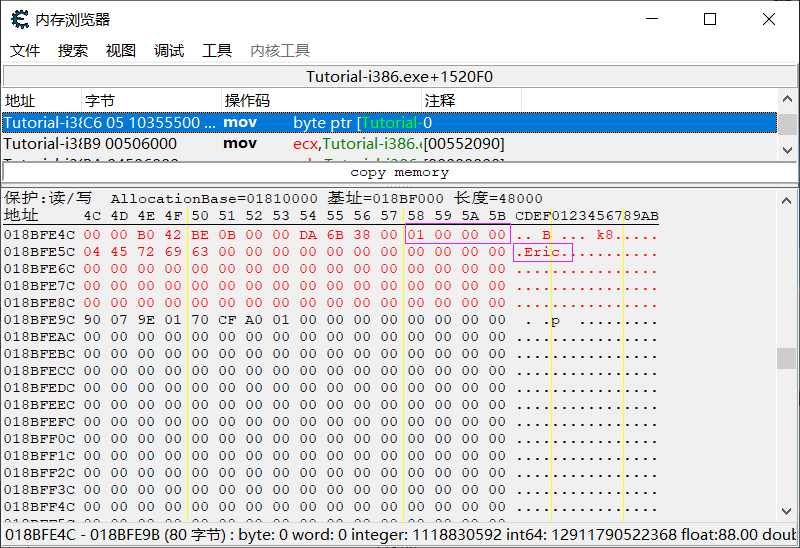 内存浏览器
文件 搜索 视图 调试 工具 内核工具
Tutorial-i386.exe+1520F0
地址 字节 操作码 注释
Tutorial-i38 C6 05 10355500 ... mov byte ptr [Tutorial- 0
Tutorial-i38 B9 00506000 mov ecx,Tutorial-i386.e [00552090]
copy memory
保护:读/写 AllocationBase=01810000 基址=018BF000 长度=48000
地址 4C 4D 4E 4F 50 51 52 53 54 55 56 57 58 59 5A 5B CDEF0123456789AB
018BFE4C 00 00 B0 42 BE 0B 00 00 DA 6B 38 00 01 00 00 00 .. B ... k8.....
018BFE5C 04 45 72 69 63 00 00 00 00 00 00 00 00 00 00 00 .Eric...........
018BFE6C 00 00 00 00 00 00 00 00 00 00 00 00 00 00 00 00 ................
018BFE7C 00 00 00 00 00 00 00 00 00 00 00 00 00 00 00 00 ................
018BFE8C 00 00 00 00 00 00 00 00 00 00 00 00 00 00 00 00 ................
018BFE9C 90 07 9E 01 70 CF A0 01 00 00 00 00 00 00 00 00 . .p .........
018BFEAC 00 00 00 00 00 00 00 00 00 00 00 00 00 00 00 00 ................
018BFEBC 00 00 00 00 00 00 00 00 00 00 00 00 00 00 00 00 ................
018BFECC 00 00 00 00 00 00 00 00 00 00 00 00 00 00 00 00 ................
018BFEDC 00 00 00 00 00 00 00 00 00 00 00 00 00 00 00 00 ................
018BFEEC 00 00 00 00 00 00 00 00 00 00 00 00 00 00 00 00 ................
018BFEFC 00 00 00 00 00 00 00 00 00 00 00 00 00 00 00 00 ................
018BFF0C 00 00 00 00 00 00 00 00 00 00 00 00 00 00 00 00 ................
018BFF1C 00 00 00 00 00 00 00 00 00 00 00 00 00 00 00 00 ................
018BFF2C 00 00 00 00 00 00 00 00 00 00 00 00 00 00 00 00 ................
018BFF3C 00 00 00 00 00 00 00 00 00 00 00 00 00 00 00 00 ................
018BFF4C 00 00 00 00 00 00 00 00 00 00 00 00 00 00 00 00 ................
018BFE4C - 018BFE9B (80 字节) : byte: 0 word: 0 integer: 1118830592 int64: 12911790522368 float:88.00 doub